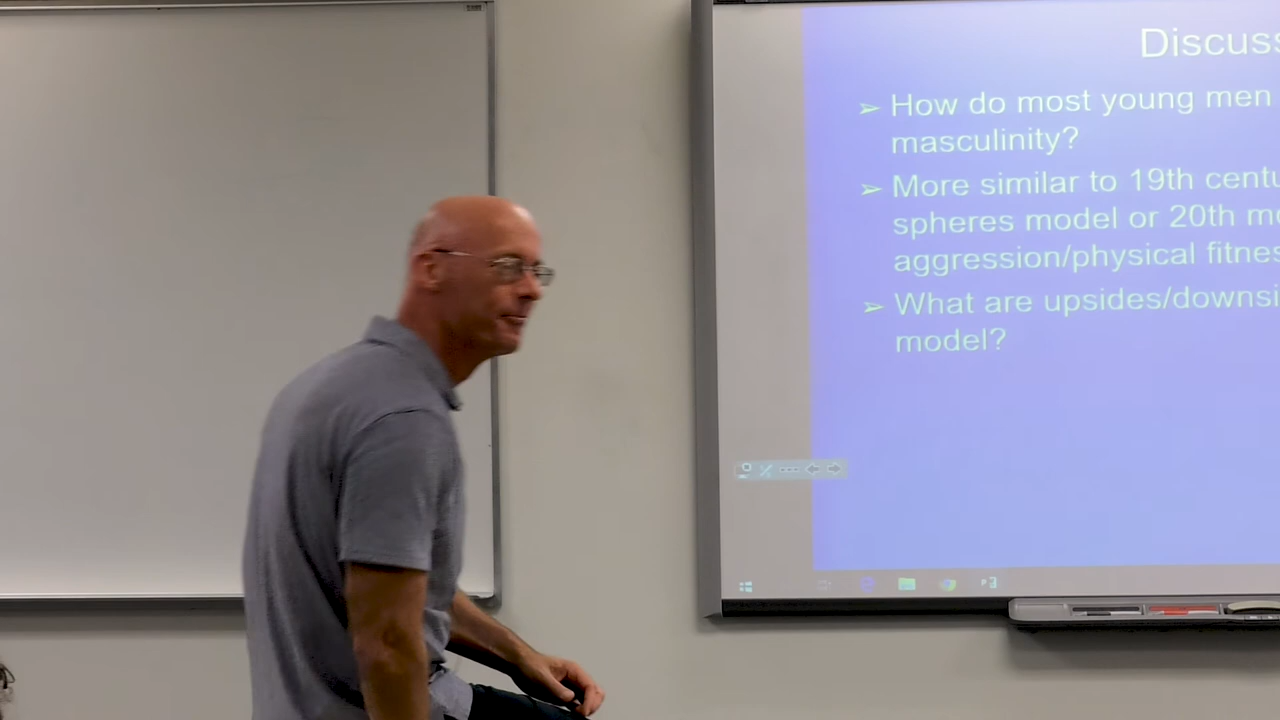 Discuss
➢ How do most young men
masculinity?
➢ More similar to 19th centu
spheres model or 20th mo
aggression/physical fitnes
➢ What are upsides/downsi
model?